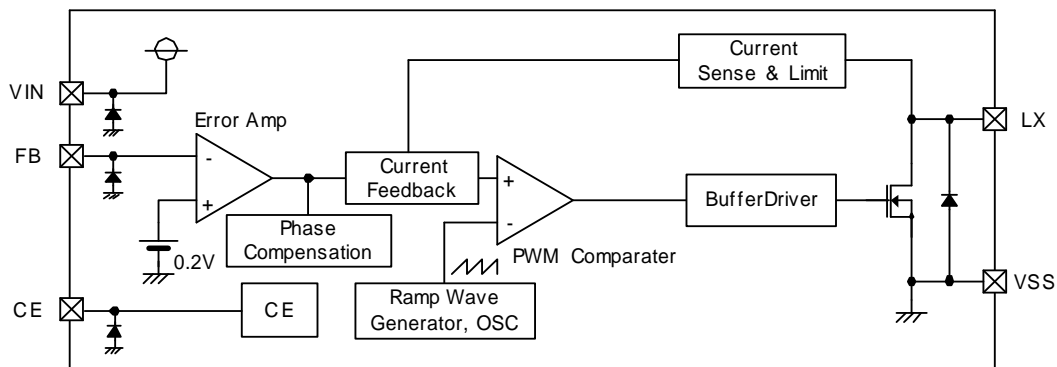 Current
Sense & Limit
VIN
LX
Error Amp
FB
-
Current
Feedback
+
BufferDriver
+
-
Phase
Compensation
0.2V
PWM Comparater
VSS
CE
CE
Ramp Wave
Generator, OSC